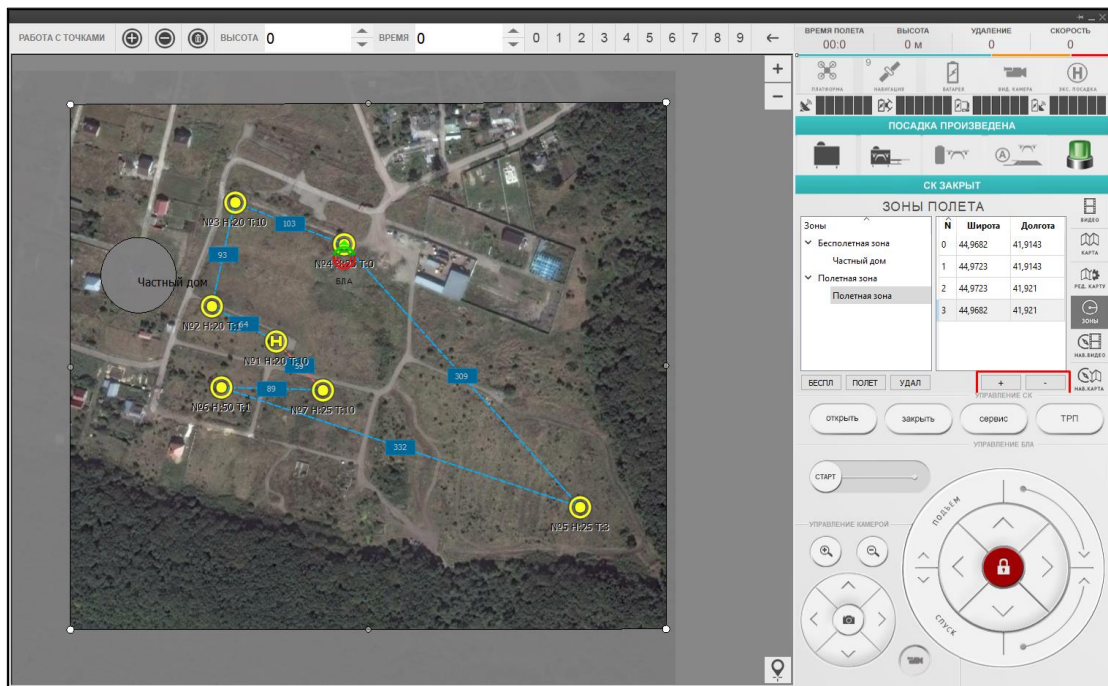 РАБОТА С ТОЧКАМИ ВЫСОТА 0 ВРЕМЯ 0 0 1 2 3 4 5 6 7 8 9
ВРЕМЯ ПОЛЕТА ВЫСОТА УДАЛЕНИЕ СКОРОСТЬ
00:0 0 М 0 0
9
ПЛАТФОРМА НАВИГАЦИЯ БАТАРЕЯ ВИД. КАМЕРА ЭКС. ПОСАДКА
ПОСАДКА ПРОИЗВЕДЕНА
А
СК ЗАКРЫТ
ЗОНЫ ПОЛЕТА
Зоны
Бесполетная зона
Частный дом
Полетная зона
Полетная зона
N Широта Долгота
0 44,9682 41,9143
1 44,9723 41,9143
2 44,9723 41,921
3 44,9682 41,921
БЕСПЛ ПОЛЕТ УДАЛ + -
ВИДЕО
КАРТА
РЕД. КАРТУ
ЗОНЫ
НАВ.ВИДЕО
НАВ.КАРТА
УПРАВЛЕНИЕ СК
открыть закрыть сервис ТРП
УПРАВЛЕНИЕ БЛА
СТАРТ
ПОДЪЕМ
СПУСК
УПРАВЛЕНИЕ КАМЕРОЙ
№3 H:20 T:10
103
93
№4 H:25 T:0
БЛА
Частный дом
№2 H:20 T:1
64
H
№1 H:20 T:10
59
309
№6 H:50 T:1
89
№7 H:25 T:10
332
№5 H:25 T:3